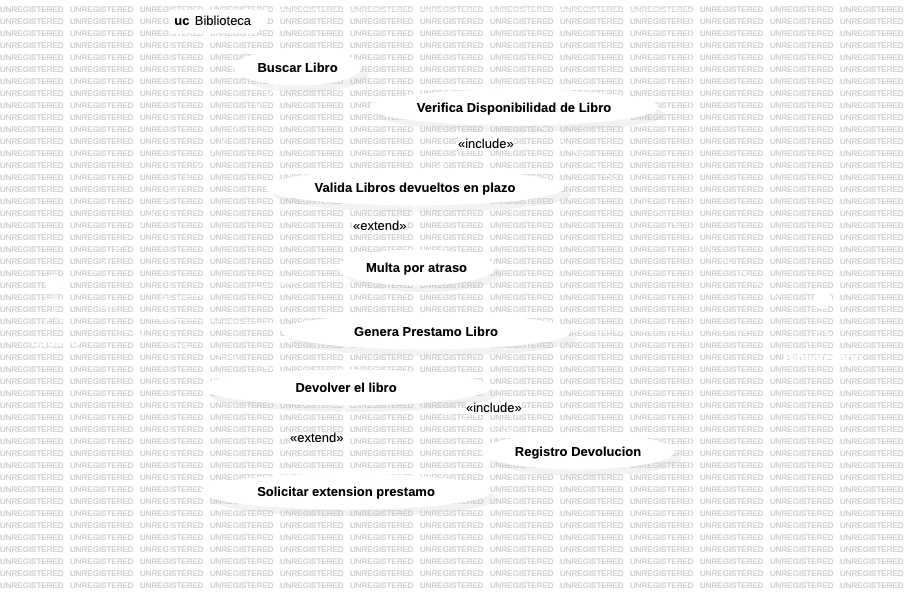 uc Biblioteca
Buscar Libro
Verifica Disponibilidad de Libro
«include»
Valida Libros devueltos en plazo
«extend»
Multa por atraso
Genera Prestamo Libro
Devolver el libro
«include»
«extend»
Registro Devolucion
Solicitar extension prestamo
UNREGISTERED